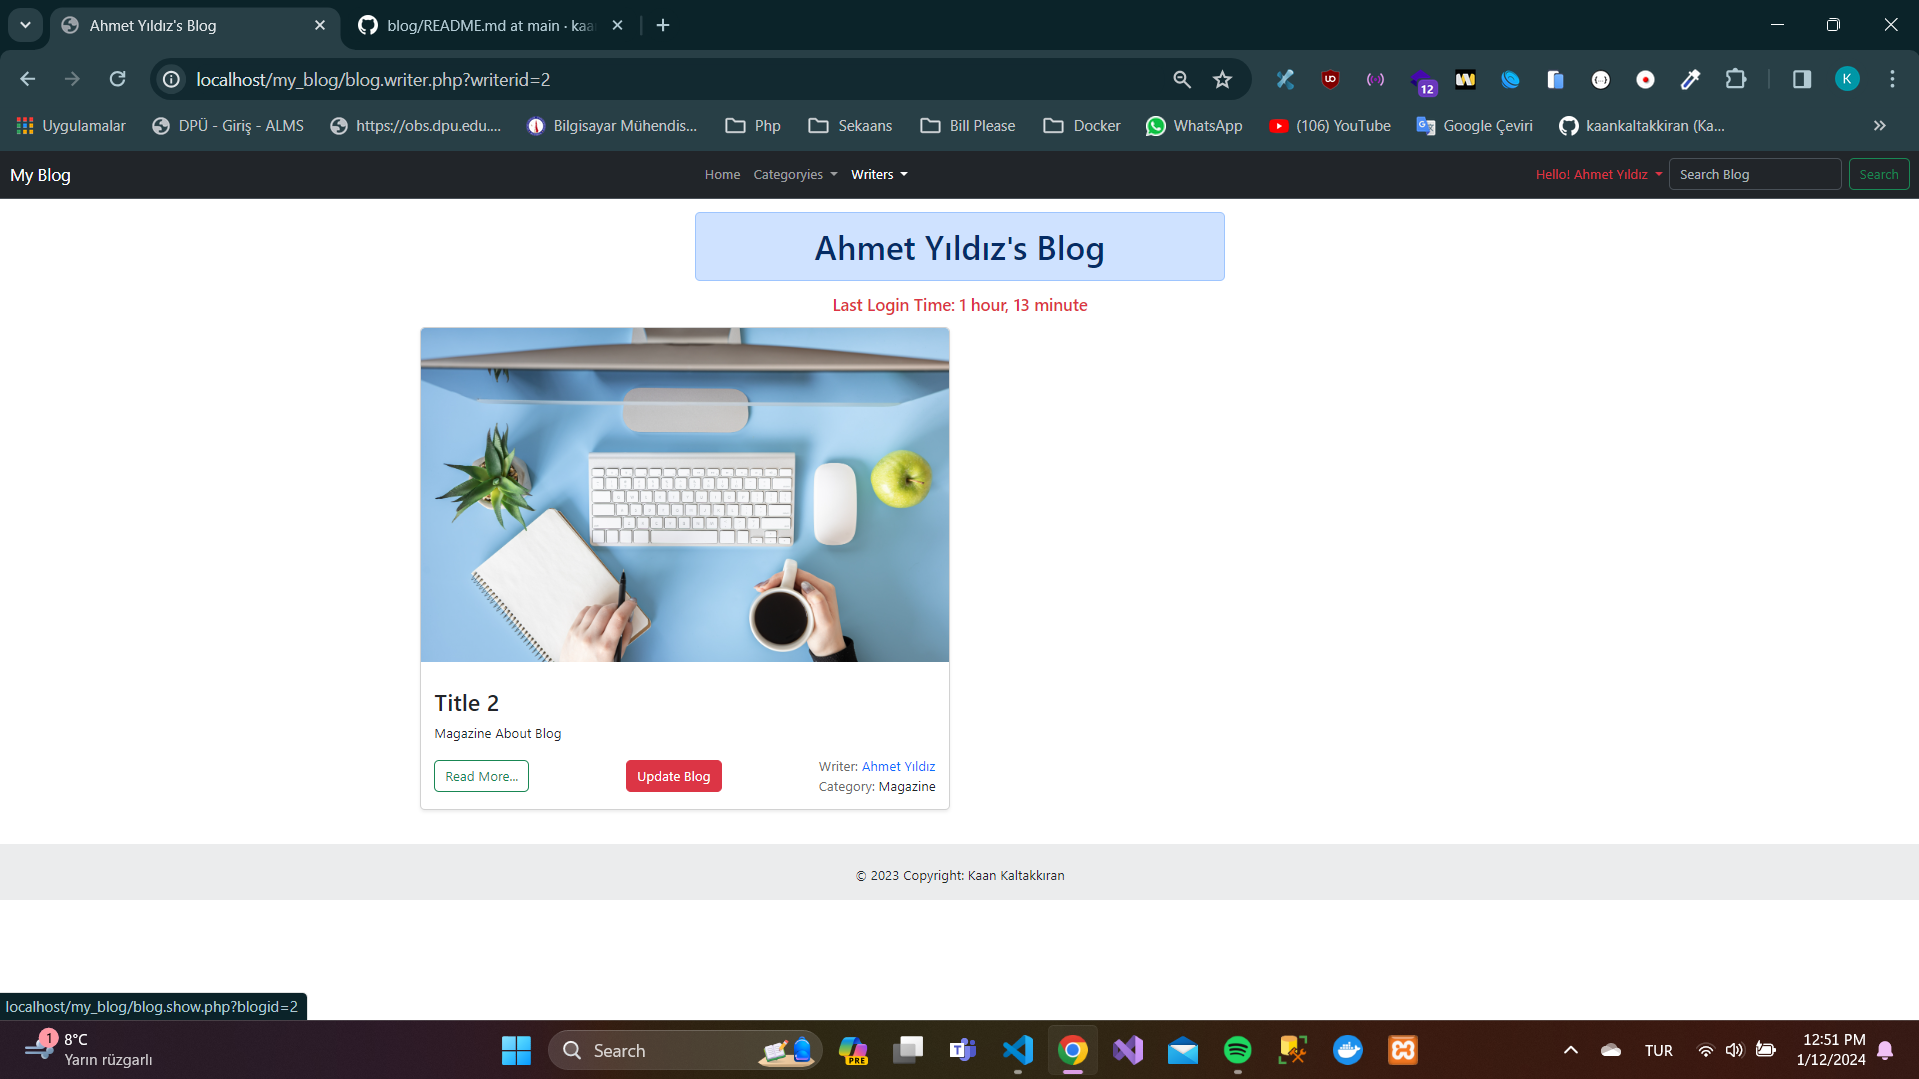 Ahmet Yıldız's Blog
blog/README.md at main · kaa
localhost/my_blog/blog.writer.php?writerid=2
12
K
Uygulamalar
DPÜ - Giriş - ALMS
https://obs.dpu.edu....
Bilgisayar Mühendis...
Php
Sekaans
Bill Please
Docker
WhatsApp
(106) YouTube
Google Çeviri
kaankaltakkiran (Ka...
My Blog
Home
Categoryies
Writers
Hello! Ahmet Yıldız
Search Blog
Search
Ahmet Yıldız's Blog
Last Login Time: 1 hour, 13 minute
Title 2
Magazine About Blog
Read More...
Update Blog
Writer: Ahmet Yıldız
Category: Magazine
© 2023 Copyright: Kaan Kaltakkıran
localhost/my_blog/blog.show.php?blogid=2
1
8°C
Yarın rüzgarlı
Search
PRE
TUR
12:51 PM
1/12/2024